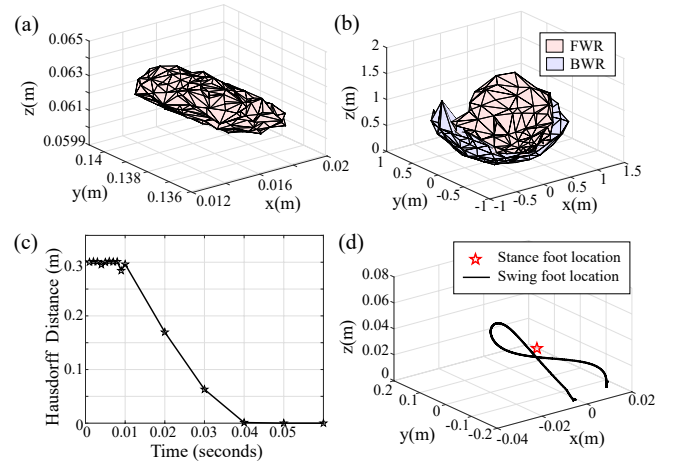 (a)
0.065
0.063
0.061
0.0599
z(m)
0.14
0.138
0.136
y(m)
0.012
0.016
0.02
x(m)
(b)
FWR
BWR
2
1.5
1
0.5
0
z(m)
1
0.5
0
-0.5
-1
y(m)
-1
-0.5
0
0.5
1
1.5
x(m)
(c)
0.3
0.2
0.1
0
Hausdorff Distance (m)
0
0.01
0.02
0.03
0.04
0.05
Time (seconds)
(d)
Stance foot location
Swing foot location
0.08
0.06
0.04
0.02
0
z(m)
0.2
0.1
0
-0.1
-0.2
y(m)
-0.04
-0.02
0
0.02
x(m)